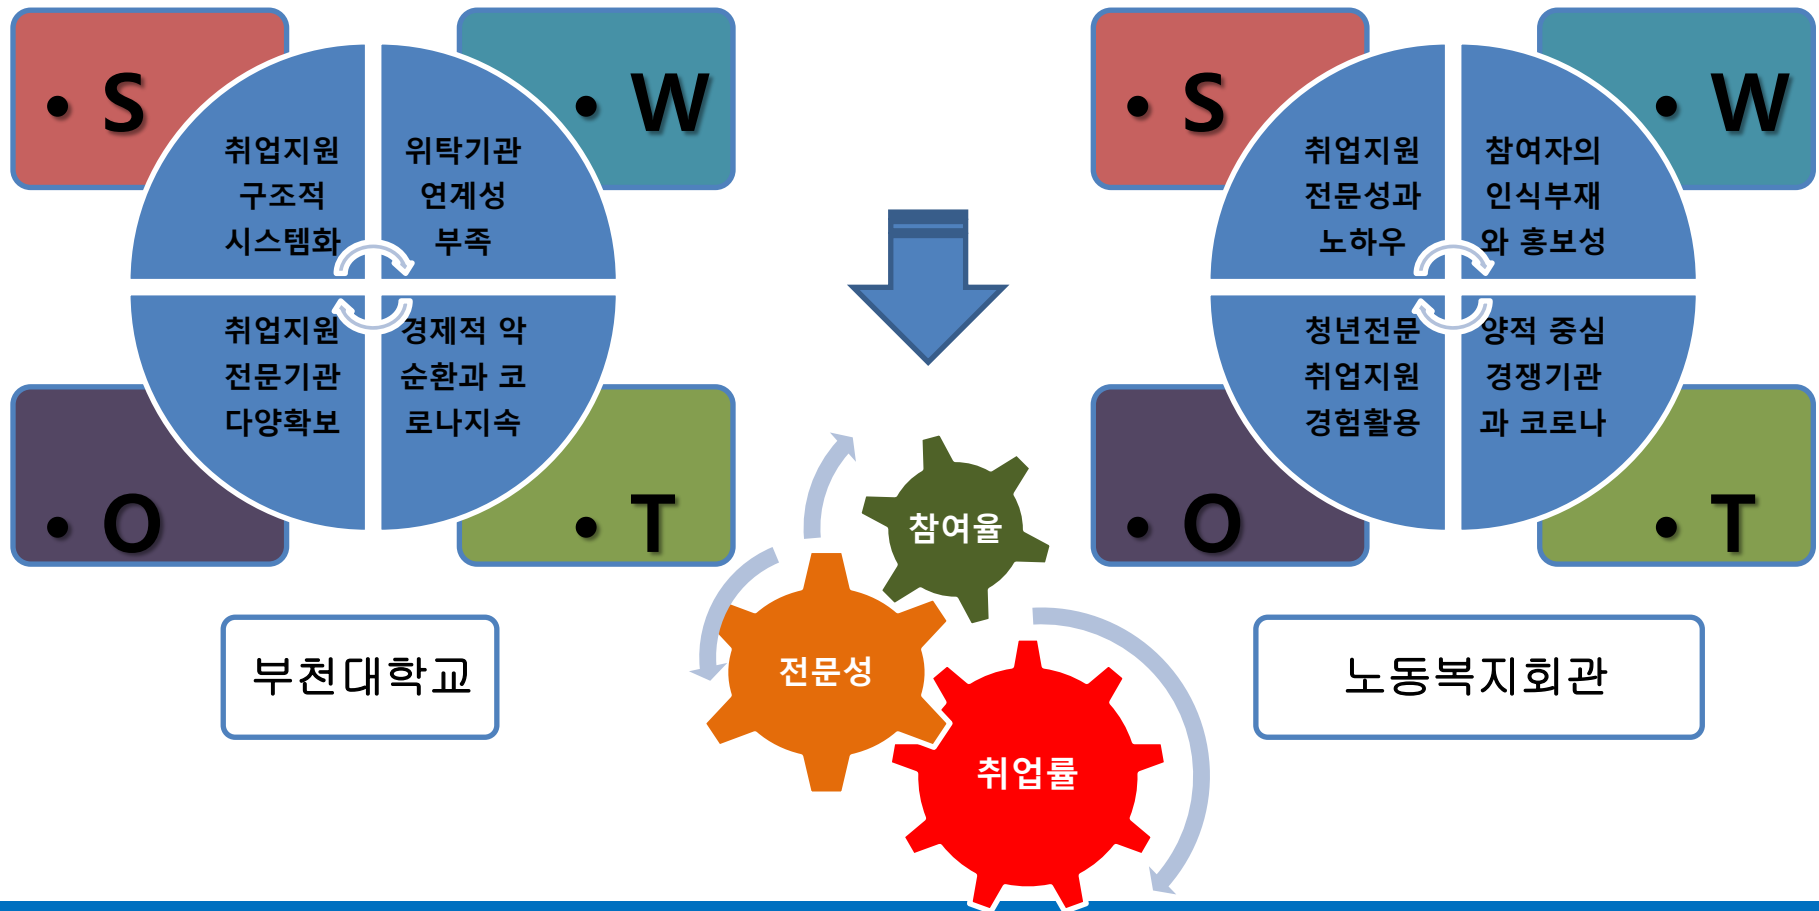 • S
• W
취업지원
구조적
시스템화
위탁기관
연계성
부족
취업지원
전문기관
다양확보
경제적 악
순환과 코
로나지속
• O
• T
부천대학교
참여율
전문성
취업률
• S
• W
취업지원
전문성과
노하우
참여자의
인식부재
와 홍보성
청년전문
취업지원
경험활용
양적 중심
경쟁기관
과 코로나
• O
• T
노동복지회관